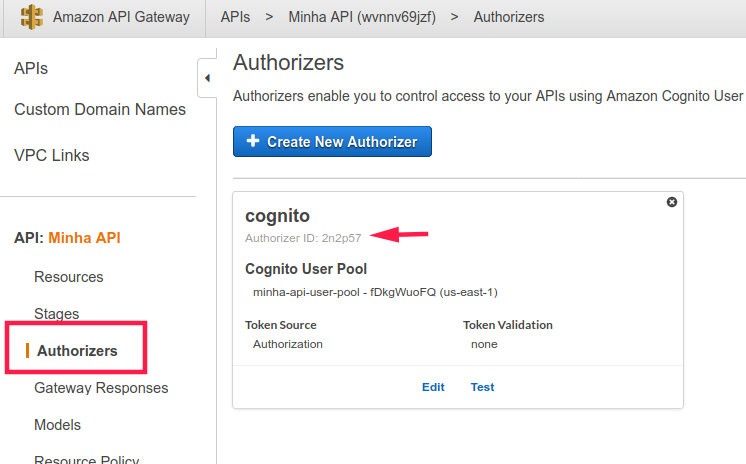 Amazon API Gateway
APIs > Minha API (wvnnv69jzf) > Authorizers
APIs
Custom Domain Names
VPC Links
API: Minha API
Resources
Stages
Authorizers
Gateway Responses
Models
Resource Policy
Authorizers
Authorizers enable you to control access to your APIs using Amazon Cognito User
Create New Authorizer
cognito
Authorizer ID: 2n2p57
Cognito User Pool
minha-api-user-pool - fDkgWuoFQ (us-east-1)
Token Source
Authorization
Token Validation
none
Edit
Test